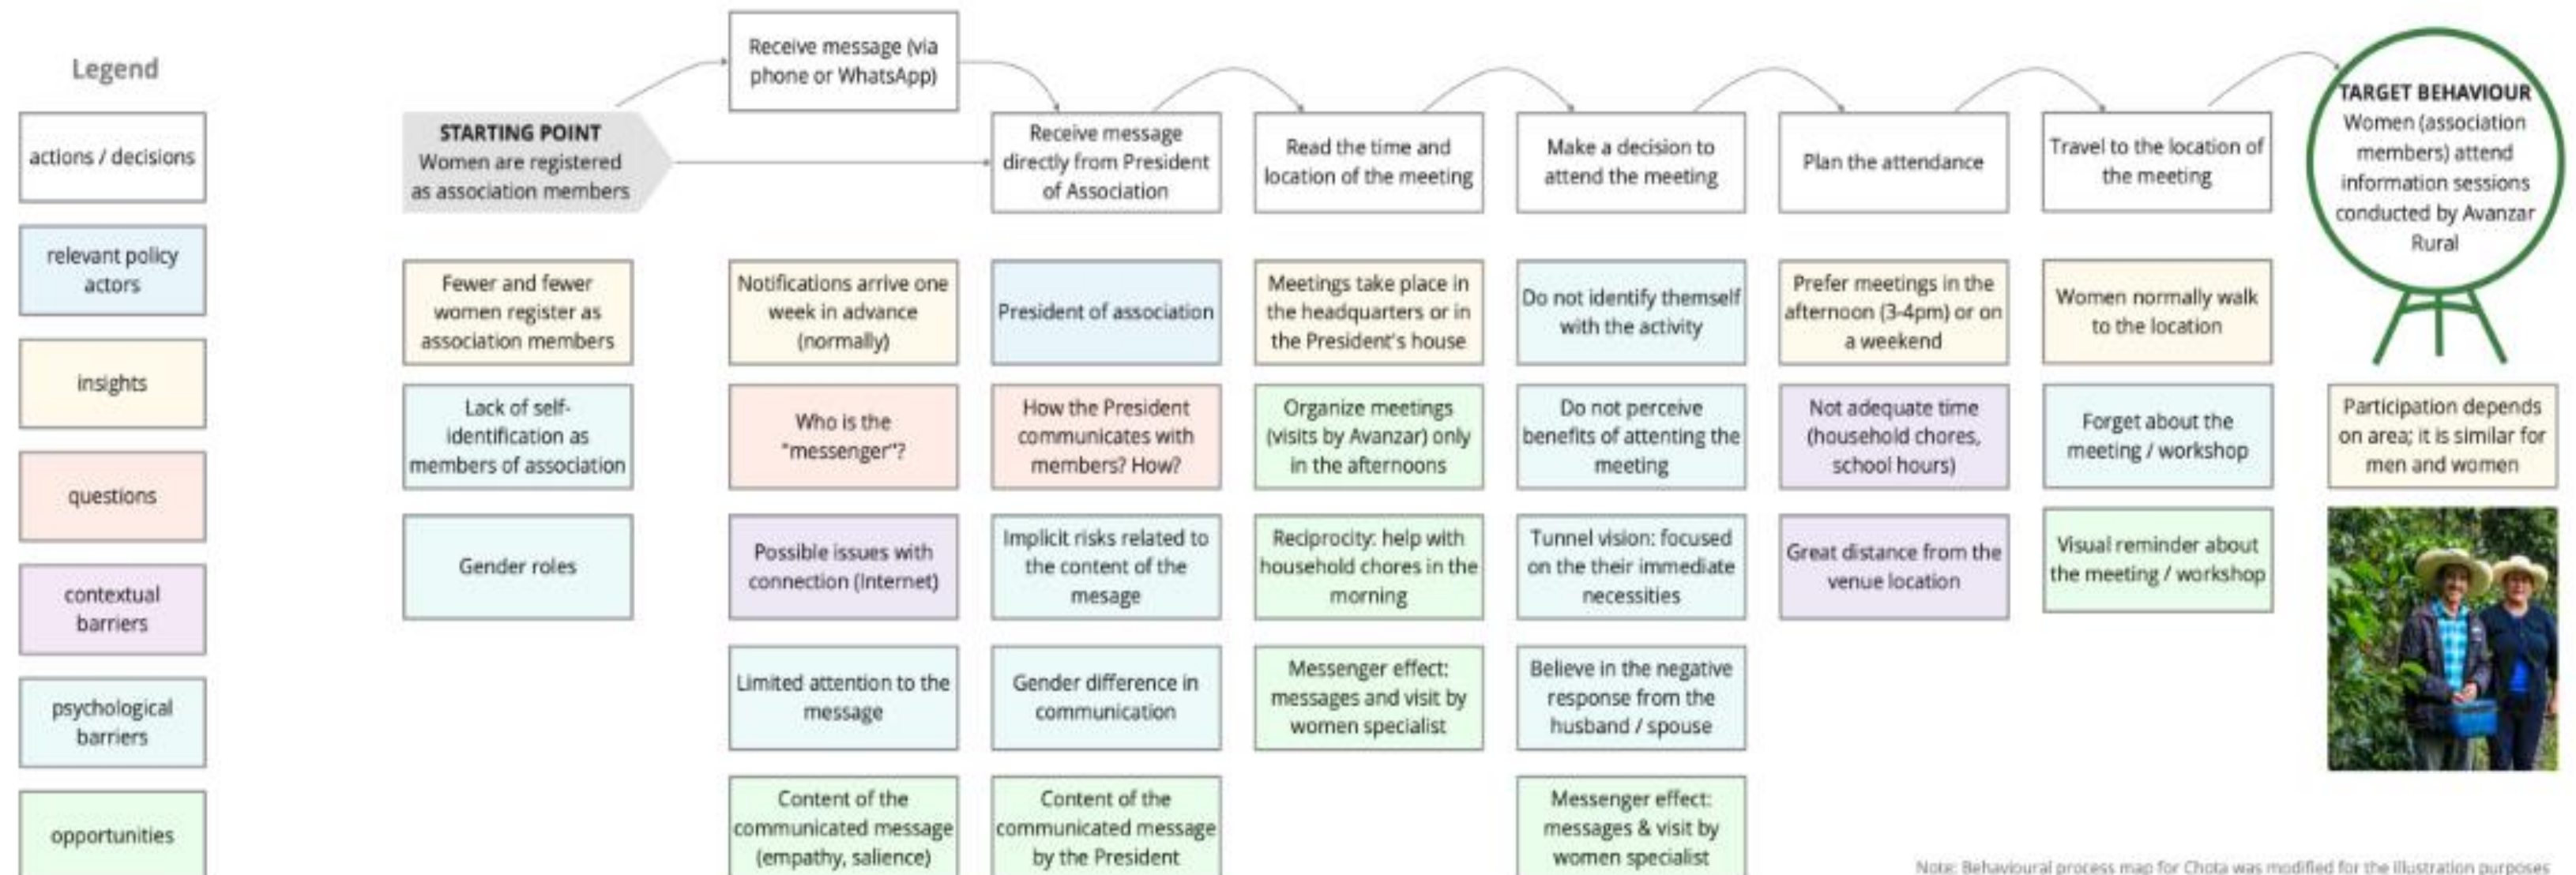 Legend
actions / decisions
relevant policy
actors
insights
questions
contextual
barriers
psychological
barriers
opportunities
STARTING POINT
Women are registered
as association members
Receive message (via
phone or WhatsApp)
Receive message
directly from President
of Association
Read the time and
location of the meeting
Make a decision to
attend the meeting
Plan the attendance
Travel to the location of
the meeting
TARGET BEHAVIOUR
Women (association
members) attend
information sessions
conducted by Avanzar
Rural
Fewer and fewer
women register as
association members
Lack of self-
identification as
members of association
Gender roles
Notifications arrive one
week in advance
(normally)
Who is the
"messenger"?
Possible issues with
connection (Internet)
Limited attention to the
message
Content of the
communicated message
(empathy, salience)
President of association
How the President
communicates with
members? How?
Implicit risks related to
the content of the
mesage
Gender difference in
communication
Content of the
communicated message
by the President
Meetings take place in
the headquarters or in
the President's house
Organize meetings
(visits by Avanzar) only
in the afternoons
Reciprocity: help with
household chores in the
morning
Messenger effect:
messages and visit by
women specialist
Do not identify themself
with the activity
Do not perceive
benefits of attenting the
meeting
Tunnel vision: focused
on the their immediate
necessities
Believe in the negative
response from the
husband / spouse
Messenger effect:
messages & visit by
women specialist
Prefer meetings in the
afternoon (3-4pm) or on
a weekend
Not adequate time
(household chores,
school hours)
Great distance from the
venue location
Women normally walk
to the location
Forget about the
meeting / workshop
Visual reminder about
the meeting / workshop
Participation depends
on area; it is similar for
men and women
Note: Behavioural process map for Chota was modified for the illustration purposes